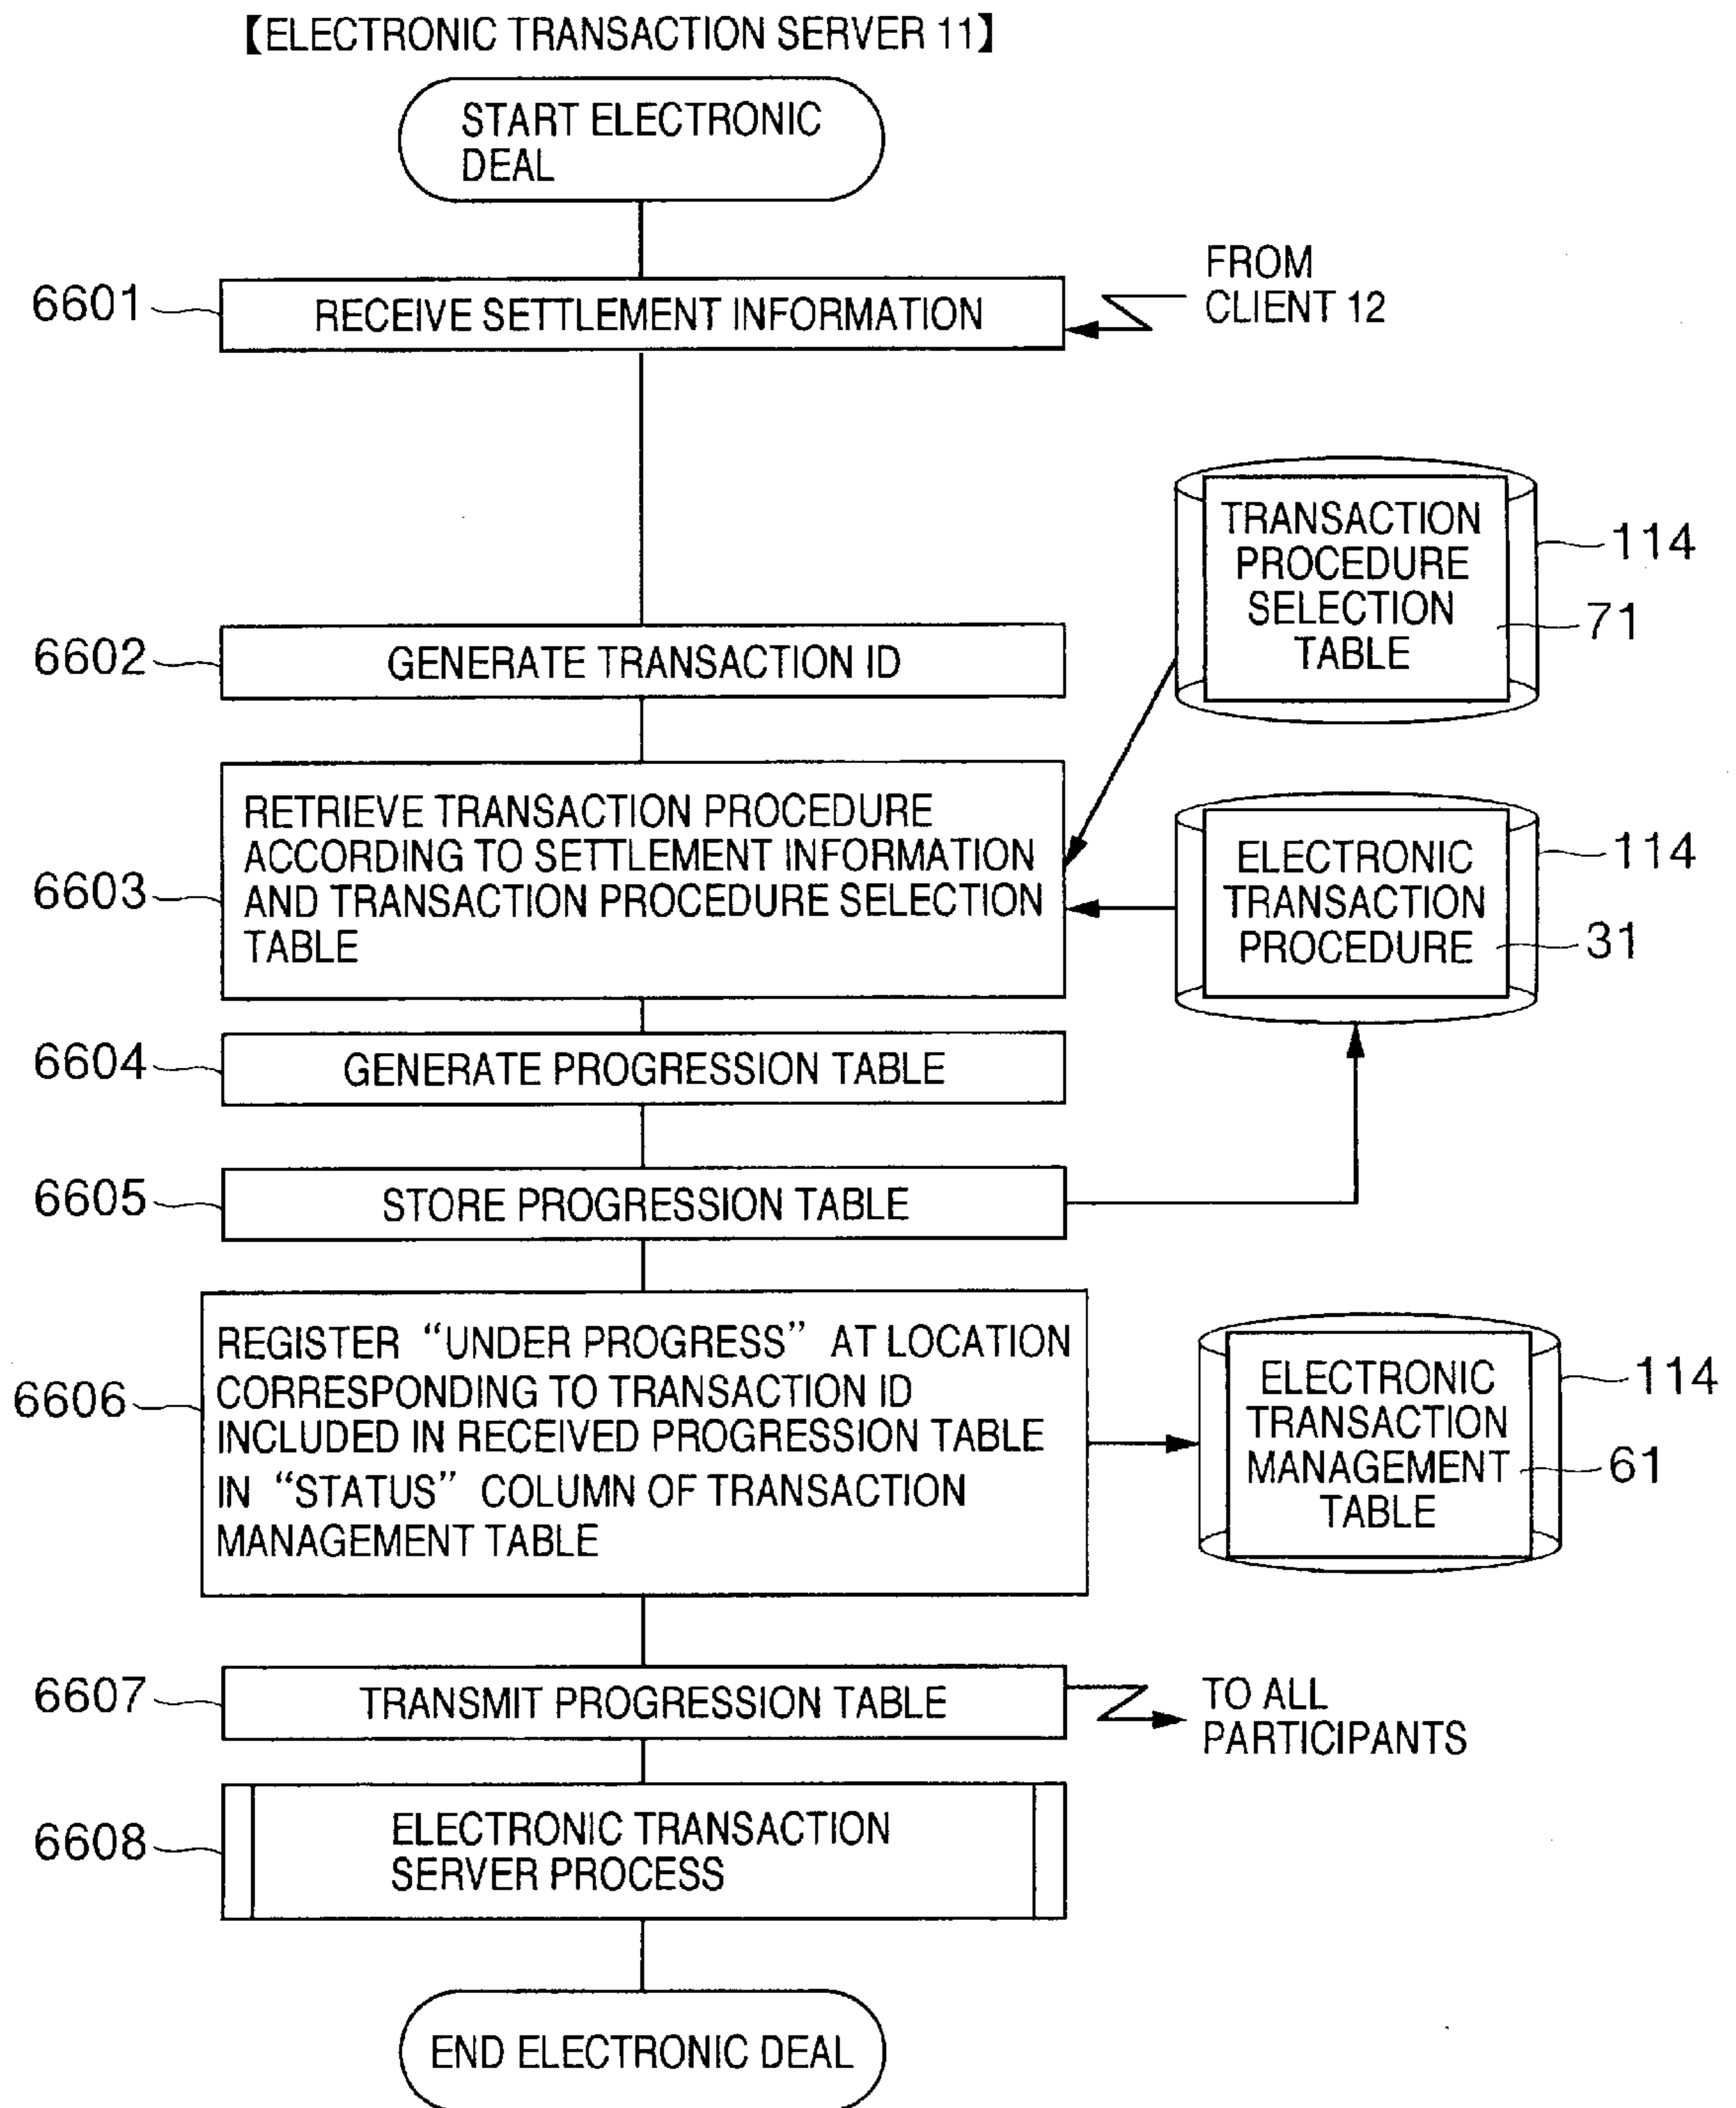 【ELECTRONIC TRANSACTION SERVER 11】
START ELECTRONIC
DEAL
6601
RECEIVE SETTLEMENT INFORMATION
FROM
CLIENT 12
TRANSACTION
PROCEDURE
SELECTION
TABLE
114
71
6602
GENERATE TRANSACTION ID
6603
RETRIEVE TRANSACTION PROCEDURE
ACCORDING TO SETTLEMENT INFORMATION
AND TRANSACTION PROCEDURE SELECTION
TABLE
ELECTRONIC
TRANSACTION
PROCEDURE
114
31
6604
GENERATE PROGRESSION TABLE
6605
STORE PROGRESSION TABLE
6606
REGISTER “UNDER PROGRESS” AT LOCATION
CORRESPONDING TO TRANSACTION ID
INCLUDED IN RECEIVED PROGRESSION TABLE
IN “STATUS” COLUMN OF TRANSACTION
MANAGEMENT TABLE
ELECTRONIC
TRANSACTION
MANAGEMENT
TABLE
114
61
6607
TRANSMIT PROGRESSION TABLE
TO ALL
PARTICIPANTS
6608
ELECTRONIC TRANSACTION
SERVER PROCESS
END ELECTRONIC DEAL